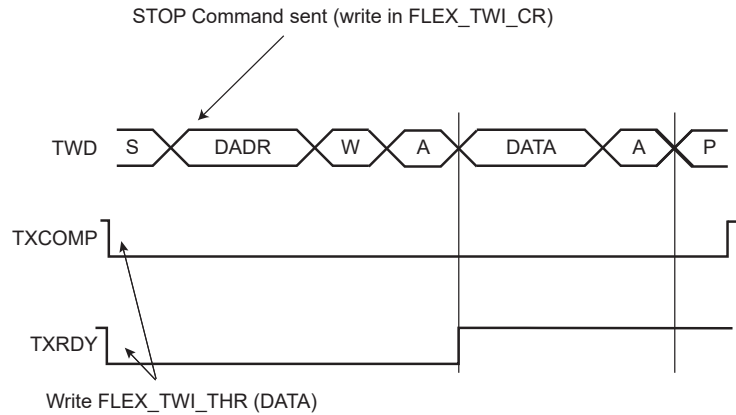 STOP Command sent (write in FLEX_TWI_CR)
TWD S DADR W A DATA A P
TXCOMP
TXRDY
Write FLEX_TWI_THR (DATA)